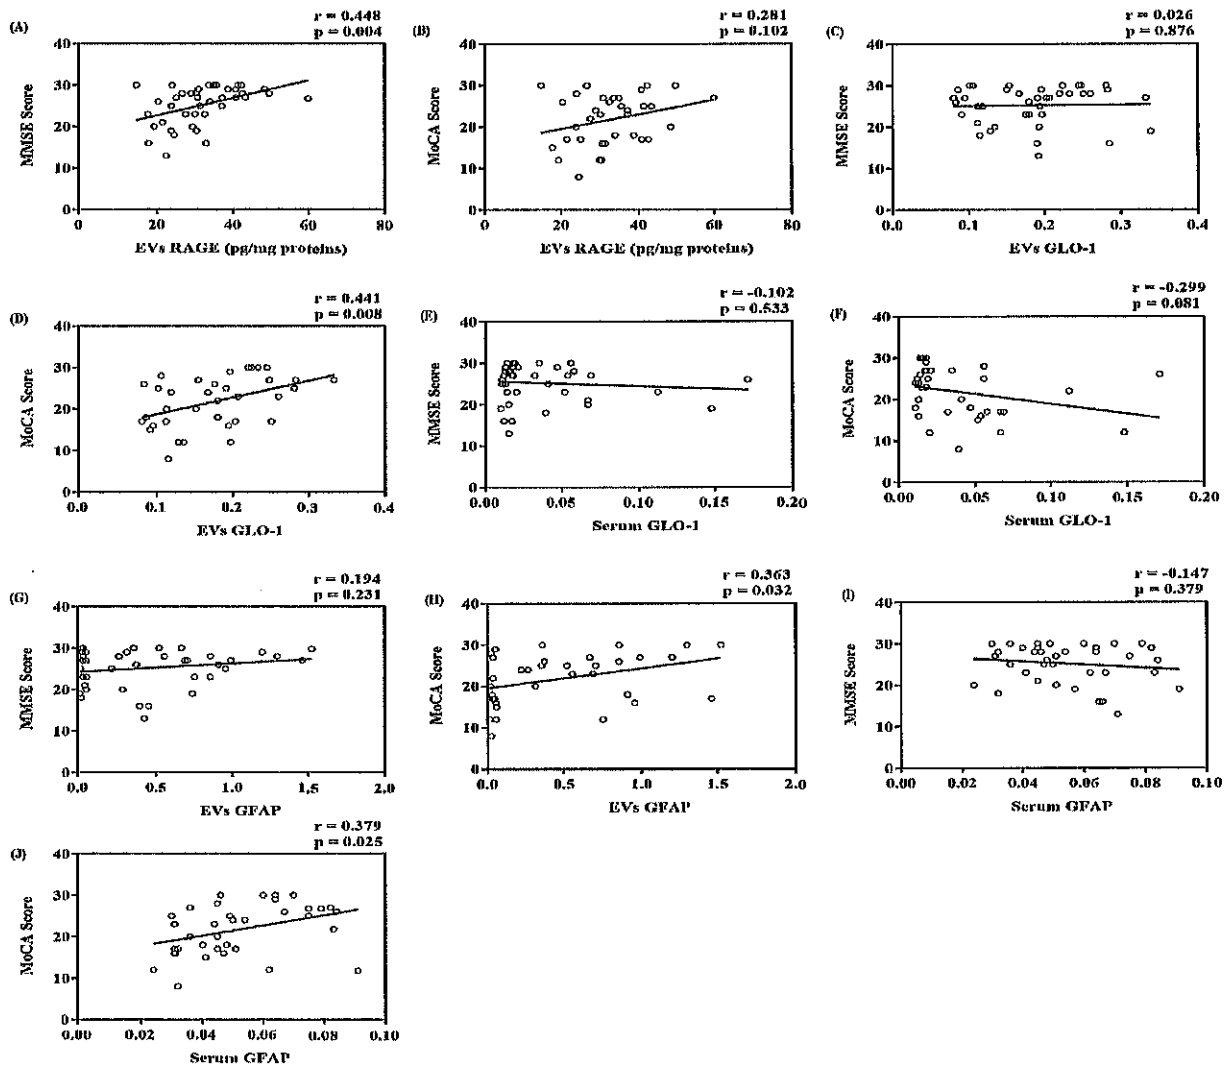 r = 0.448
p = 0.004
(A)
40
30
20
10
0
MMSE Score
0 20 40 60 80
EVs RAGE (pg/mg proteins)
r = 0.281
p = 0.102
(B)
40
30
20
10
0
MoCA Score
0 20 40 60 80
EVs RAGE (pg/mg proteins)
r = 0.026
p = 0.876
(C)
40
30
20
10
0
MMSE Score
0.0 0.1 0.2 0.3 0.4
EVs GLO-1
r = 0.441
p = 0.008
(D)
40
30
20
10
0
MoCA Score
0.1 0.2 0.3 0.4
EVs GLO-1
r = -0.102
p = 0.533
(E)
40
30
20
10
0
MMSE Score
0.00 0.05 0.10 0.15 0.20
Serum GLO-1
r = -0.299
p = 0.081
(F)
40
30
20
10
0
MoCA Score
0.00 0.05 0.10 0.15 0.20
Serum GLO-1
r = 0.194
p = 0.231
(G)
40
30
20
10
0
MMSE Score
0.0 0.5 1.0 1.5 2.0
EVs GFAP
r = 0.363
p = 0.032
(H)
40
30
20
10
0
MoCA Score
0.0 0.5 1.0 1.5 2.0
EVs GFAP
r = -0.147
p = 0.379
(I)
40
30
20
10
0
MMSE Score
0.00 0.02 0.04 0.06 0.08 0.10
Serum GFAP
r = 0.379
p = 0.025
(J)
40
30
20
10
0
MoCA Score
0.00 0.02 0.04 0.06 0.08 0.10
Serum GFAP